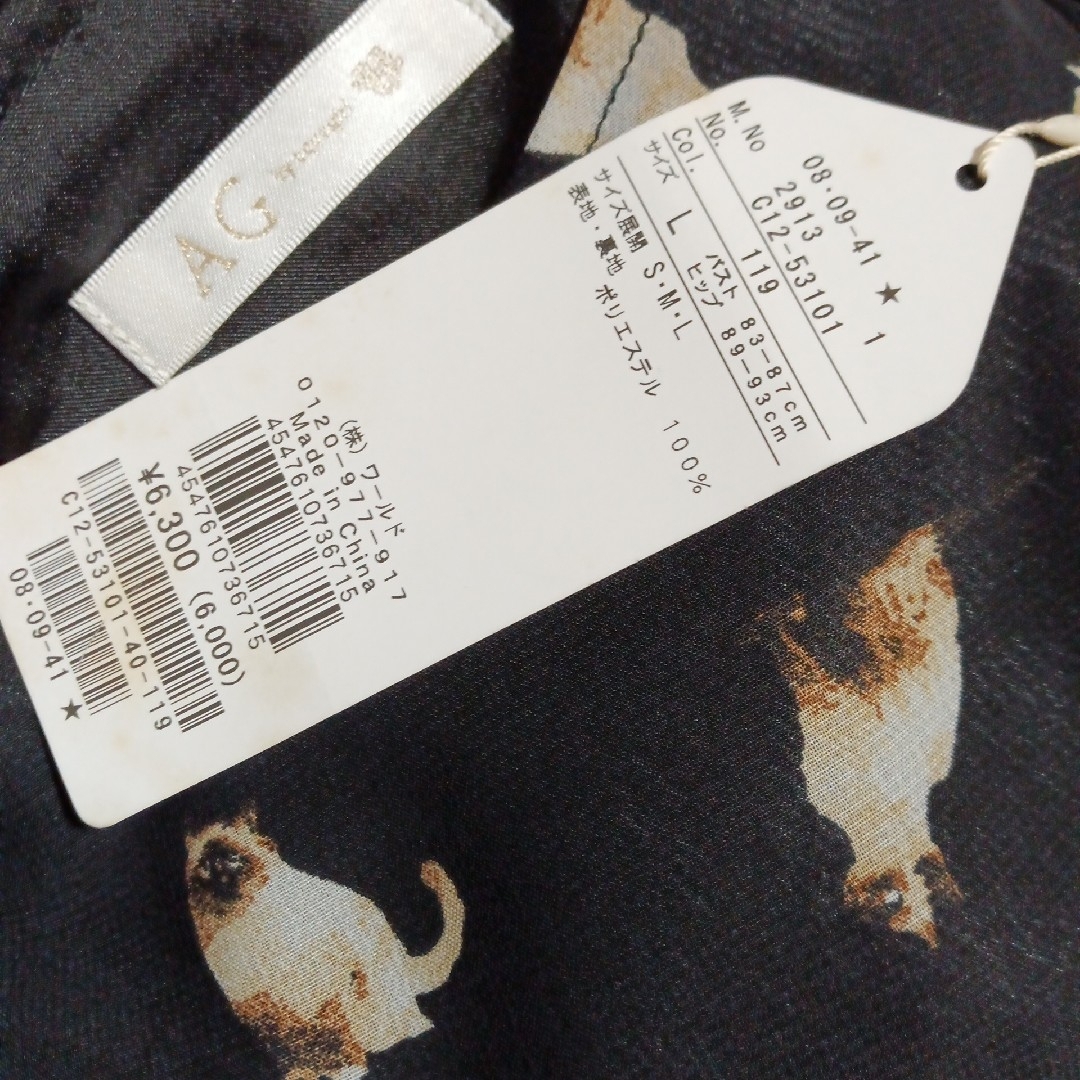 AG
M.No 08・09-41 ★ 1
No. 2913 C12-53101
Col. 119
サイズ L バスト 83-87cm
ヒップ 89-93cm
サイズ展開 S・M・L
表地・裏地 ポリエステル 100%
(株)ワールド
0120-977-917
Made in China
4547610736715
4547610736715
¥6,300 (6,000)
C12-53101-40-119
08・09-41 ★